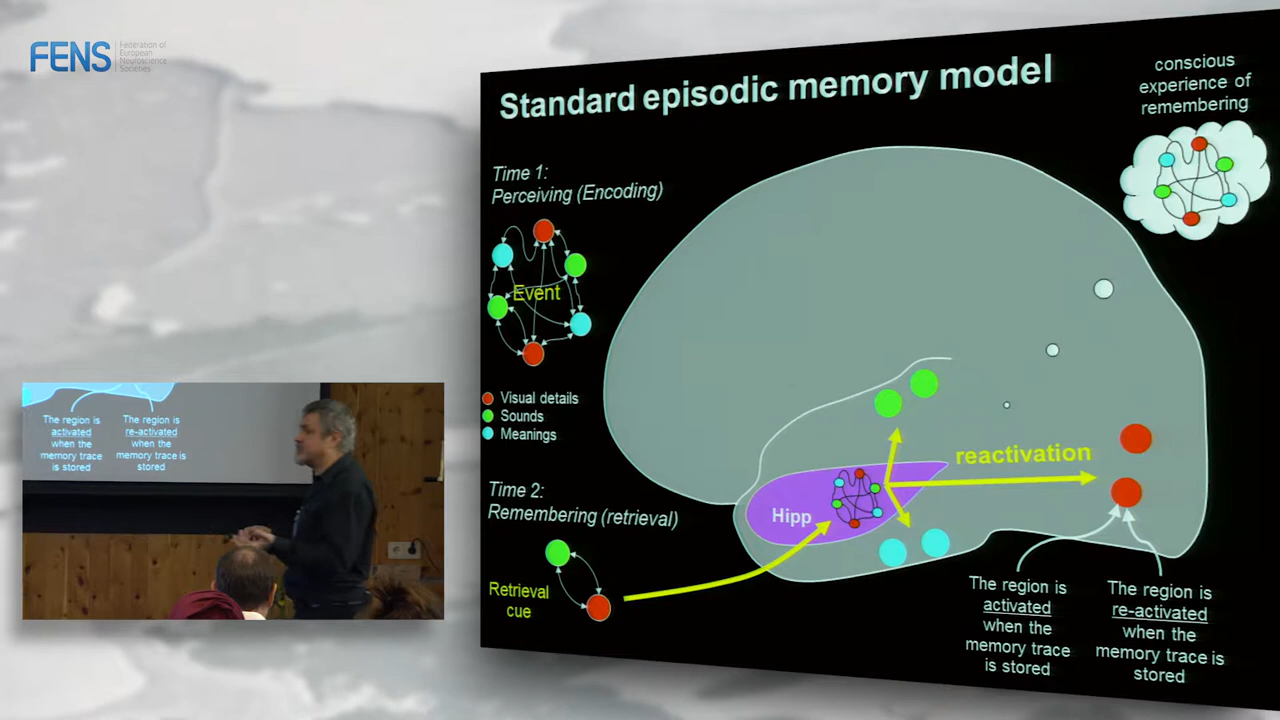 FENS
Federation of
European
Neuroscience
Societies
Standard episodic memory model
conscious
experience of
remembering
Time 1:
Perceiving (Encoding)
Event
Visual details
Sounds
Meanings
Time 2:
Remembering (retrieval)
Retrieval
cue
Hipp
reactivation
The region is
activated
when the
memory trace
is stored
The region is
re-activated
when the
memory trace is
stored
The region is
activated
when the
memory trace
is stored
The region is
re-activated
when the
memory trace is
stored